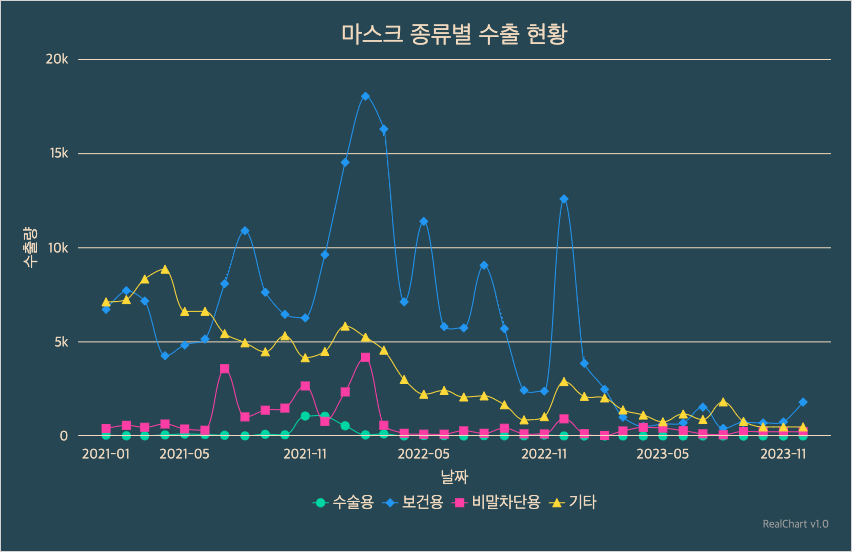 마스크 종류별 수출 현황
20k
15k
10k
5k
0
수출량
2021-01 2021-05 2021-11 2022-05 2022-11 2023-05 2023-11
날짜
수술용 보건용 비말차단용 기타
RealChart v1.0